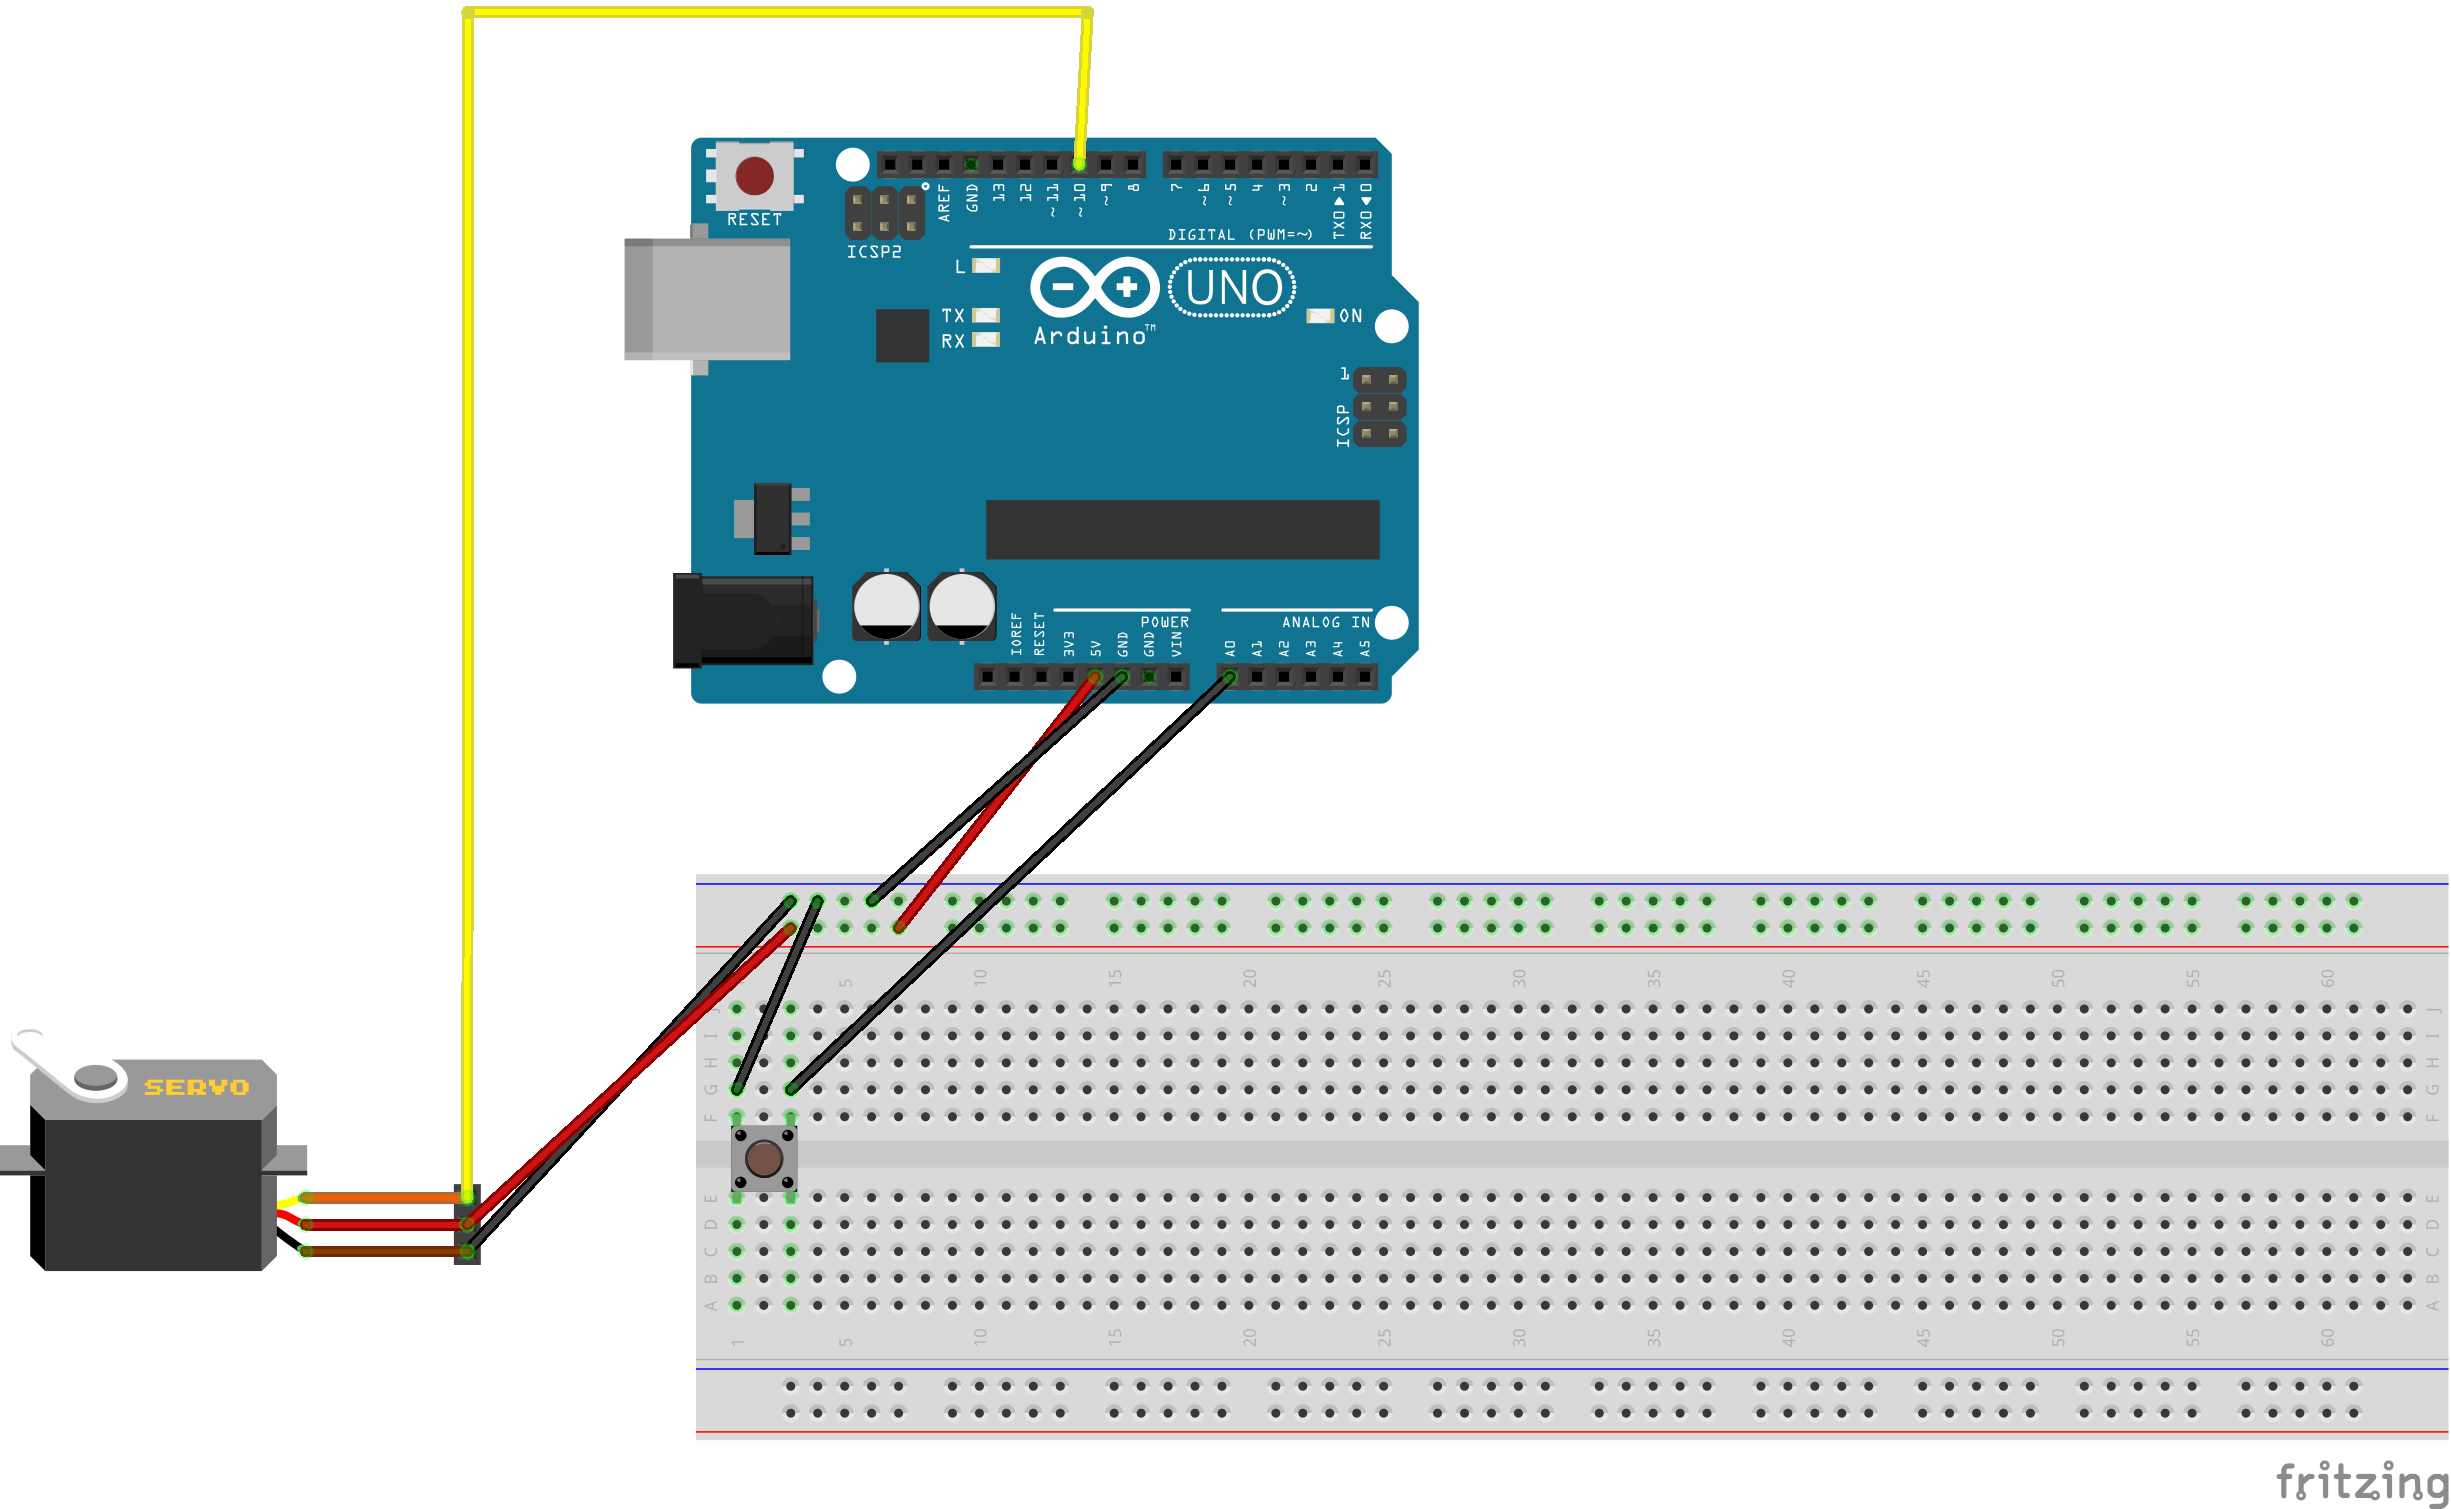 RESET
ICSP2
AREF
GND
13
12
~11
~10
~9
8
7
~6
~5
4
~3
2
TX0▶1
RX0◀0
DIGITAL (PWM=~)
L
TX
RX
UNO
Arduino™
ON
1
ICSP
IOREF
RESET
3V3
5V
GND
GND
VIN
POWER
A0
A1
A2
A3
A4
A5
ANALOG IN
5 10 15 20 25 30 35 40 45 50 55 60
J J
I I
H H
G G
F F
SERVO
E E
D D
C C
B B
A A
1 5 10 15 20 25 30 35 40 45 50 55 60
fritzing